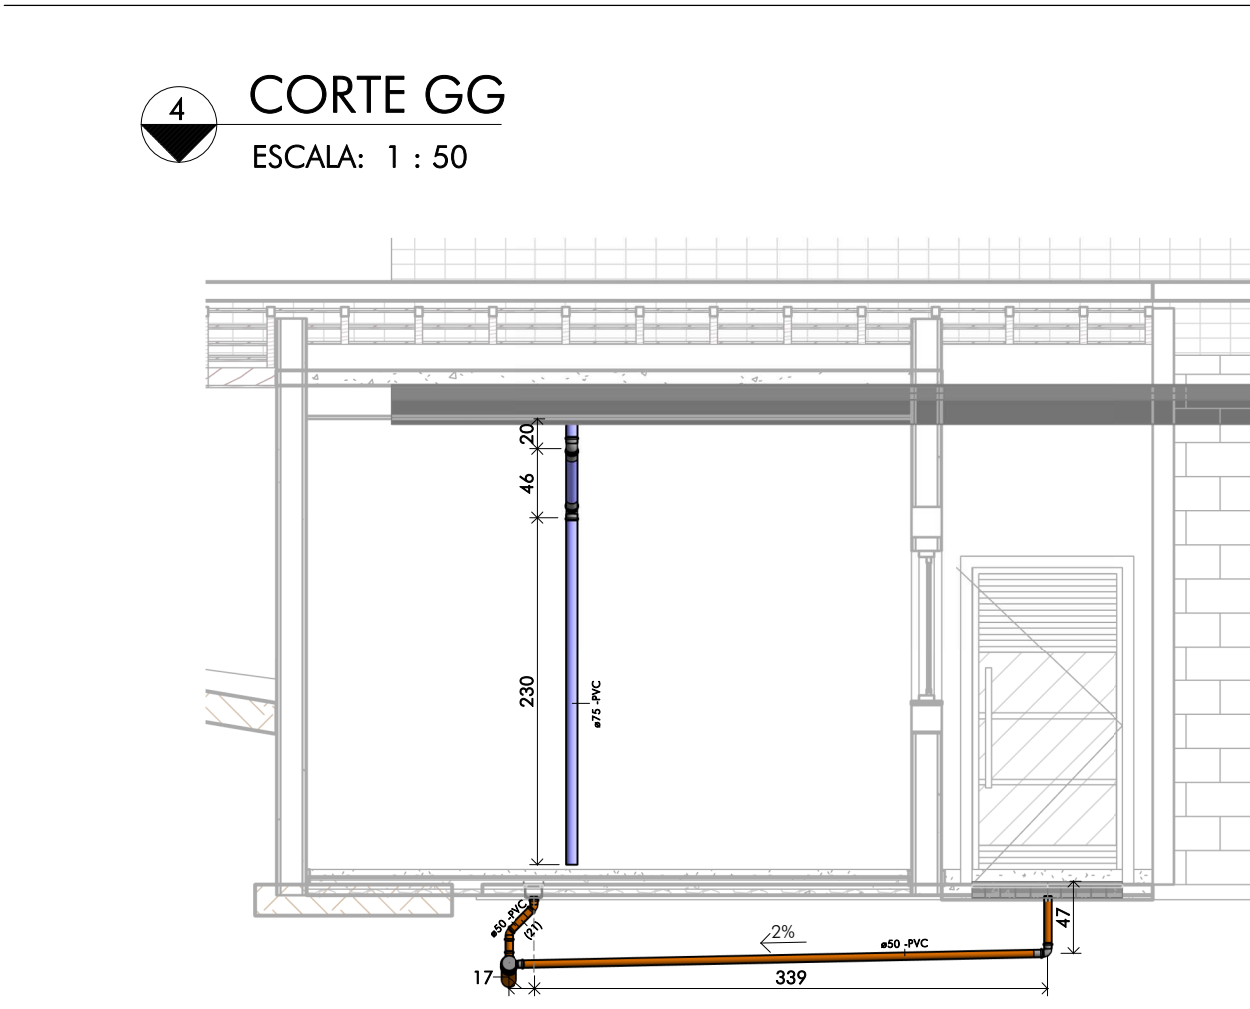 4
CORTE GG
ESCALA: 1 : 50
20
46
230
ø75 -PVC
ø50 -PVC
(21)
17
2%
ø50 -PVC
339
47